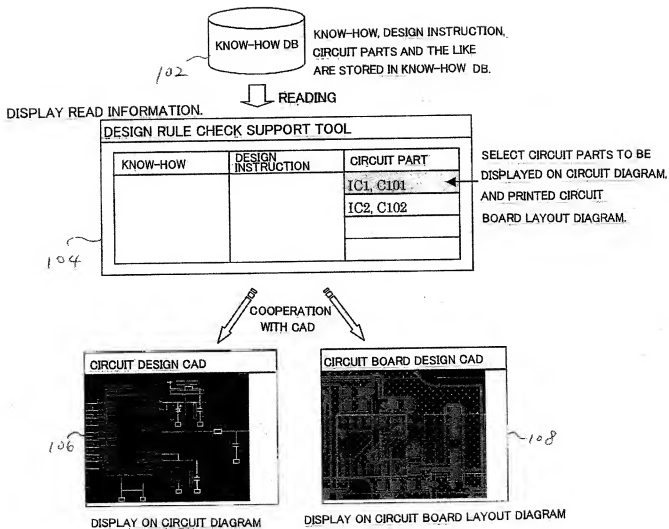 KNOW-HOW DB
102
KNOW-HOW, DESIGN INSTRUCTION,
CIRCUIT PARTS AND THE LIKE
ARE STORED IN KNOW-HOW DB.
READING
DISPLAY READ INFORMATION.
DESIGN RULE CHECK SUPPORT TOOL
KNOW-HOW
DESIGN
INSTRUCTION
CIRCUIT PART
IC1, C101
IC2, C102
SELECT CIRCUIT PARTS TO BE
DISPLAYED ON CIRCUIT DIAGRAM,
AND PRINTED CIRCUIT
BOARD LAYOUT DIAGRAM.
104
COOPERATION
WITH CAD
CIRCUIT DESIGN CAD
CIRCUIT BOARD DESIGN CAD
106
108
DISPLAY ON CIRCUIT DIAGRAM
DISPLAY ON CIRCUIT BOARD LAYOUT DIAGRAM